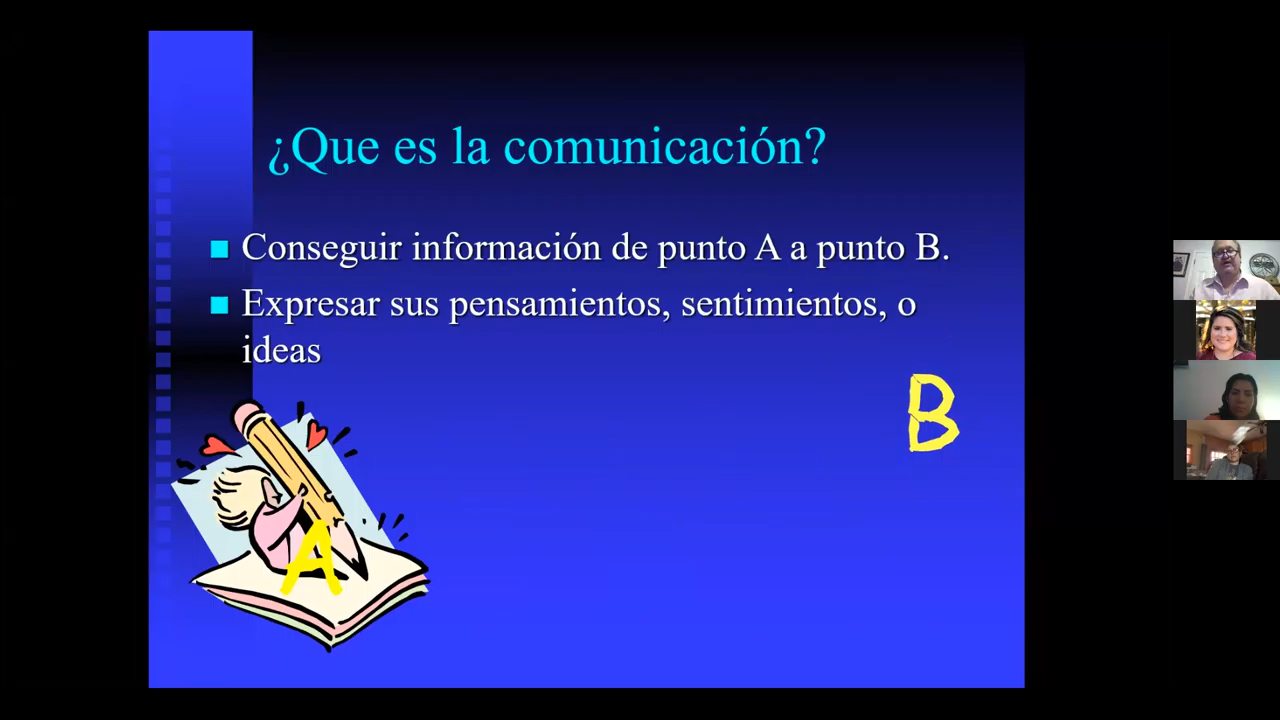 ¿Que es la comunicación?
Conseguir información de punto A a punto B.
Expresar sus pensamientos, sentimientos, o
ideas
B
A